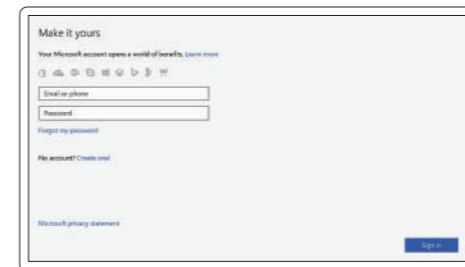 Make it yours
Your Microsoft account opens a world of benefits. Learn more
Email or phone
Password
Forgot my password
No account? Create one!
Microsoft privacy statement
Sign in